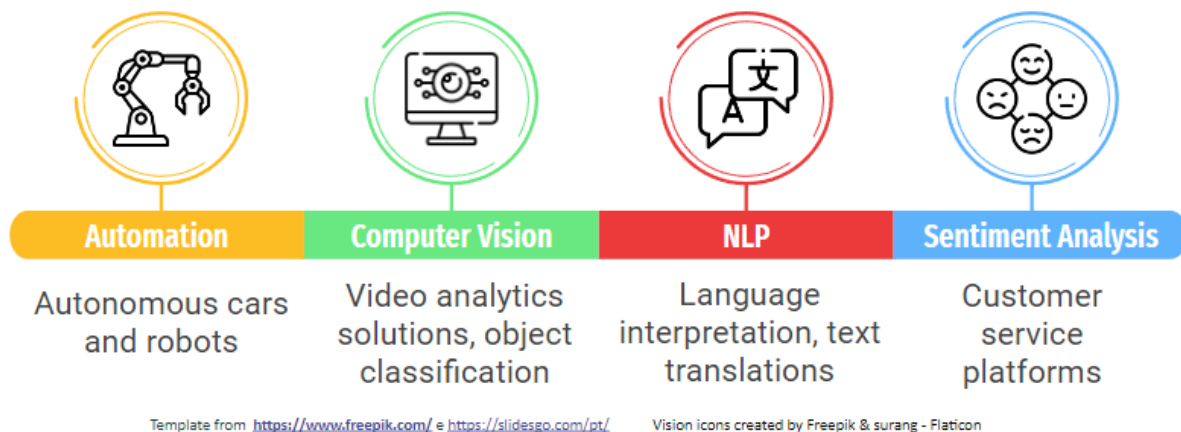 文
A
Automation
Computer Vision
NLP
Sentiment Analysis
Autonomous cars
and robots
Video analytics
solutions, object
classification
Language
interpretation, text
translations
Customer
service
platforms
Template from https://www.freepik.com/ e https://slidesgo.com/pt/ Vision icons created by Freepik & surang - Flaticon